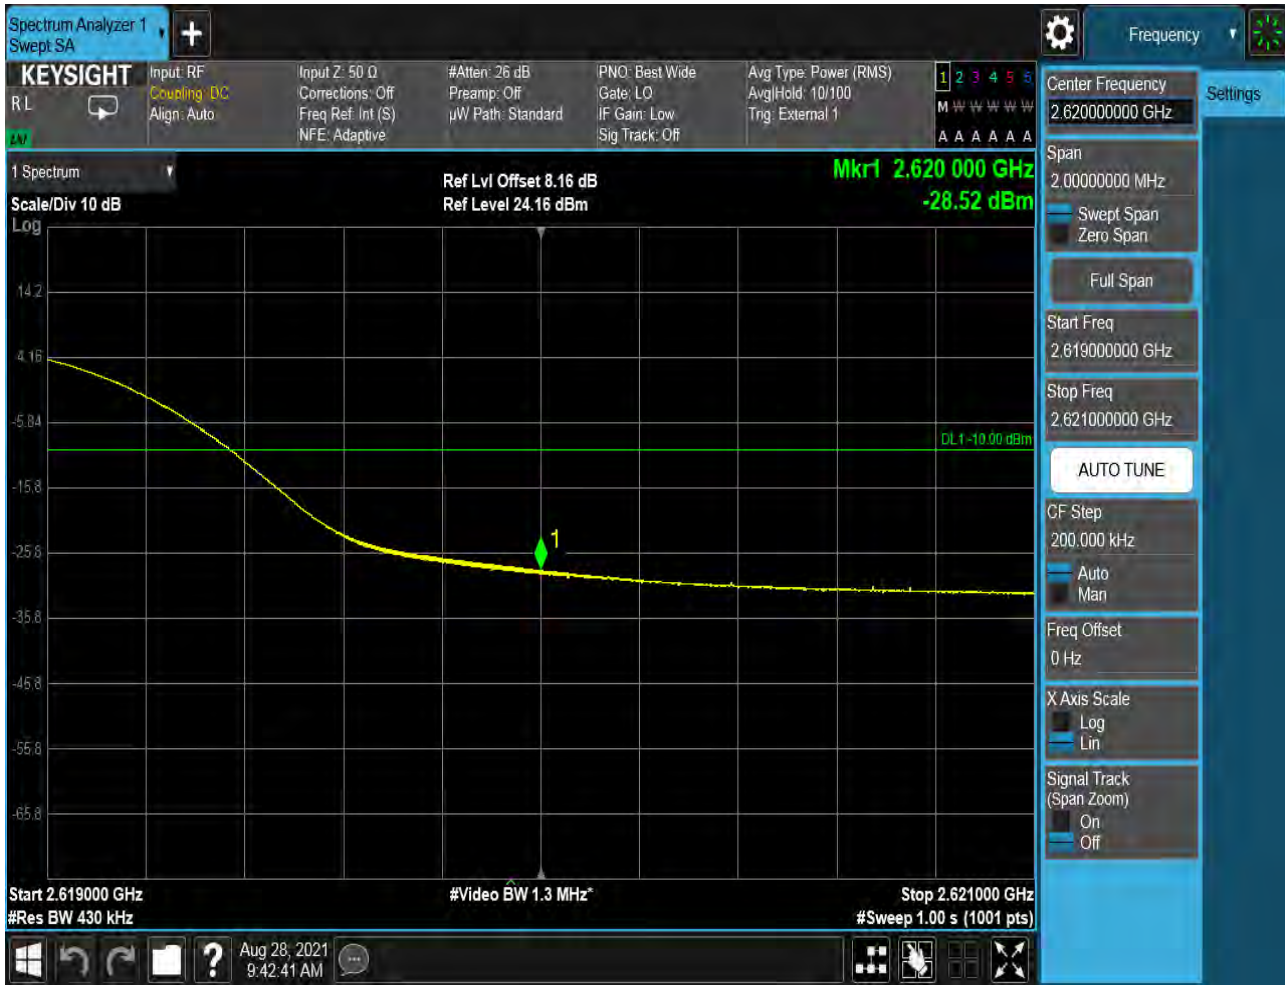 Spectrum Analyzer 1
Swept SA
Frequency
KEYSIGHT
R L
Input: RF
Coupling: DC
Align: Auto
Input Z: 50 Ω
Corrections: Off
Freq Ref: Int (S)
NFE: Adaptive
#Atten: 26 dB
Preamp: Off
µW Path: Standard
PNO: Best Wide
Gate: LO
IF Gain: Low
Sig Track: Off
Avg Type: Power (RMS)
Avg|Hold: 10/100
Trig: External 1
1 2 3 4 5 6
M W W W W W
A A A A A A
1 Spectrum
Scale/Div 10 dB
Log
Ref Lvl Offset 8.16 dB
Ref Level 24.16 dBm
Mkr1 2.620 000 GHz
-28.52 dBm
14.2
4.16
-5.84
-15.8
-25.8
-35.8
-45.8
-55.8
-65.8
DL1 -10.00 dBm
1
Start 2.619000 GHz
#Res BW 430 kHz
#Video BW 1.3 MHz*
Stop 2.621000 GHz
#Sweep 1.00 s (1001 pts)
Aug 28, 2021
9:42:41 AM
Center Frequency
2.620000000 GHz
Settings
Span
2.00000000 MHz
Swept Span
Zero Span
Full Span
Start Freq
2.619000000 GHz
Stop Freq
2.621000000 GHz
AUTO TUNE
CF Step
200.000 kHz
Auto
Man
Freq Offset
0 Hz
X Axis Scale
Log
Lin
Signal Track
(Span Zoom)
On
Off